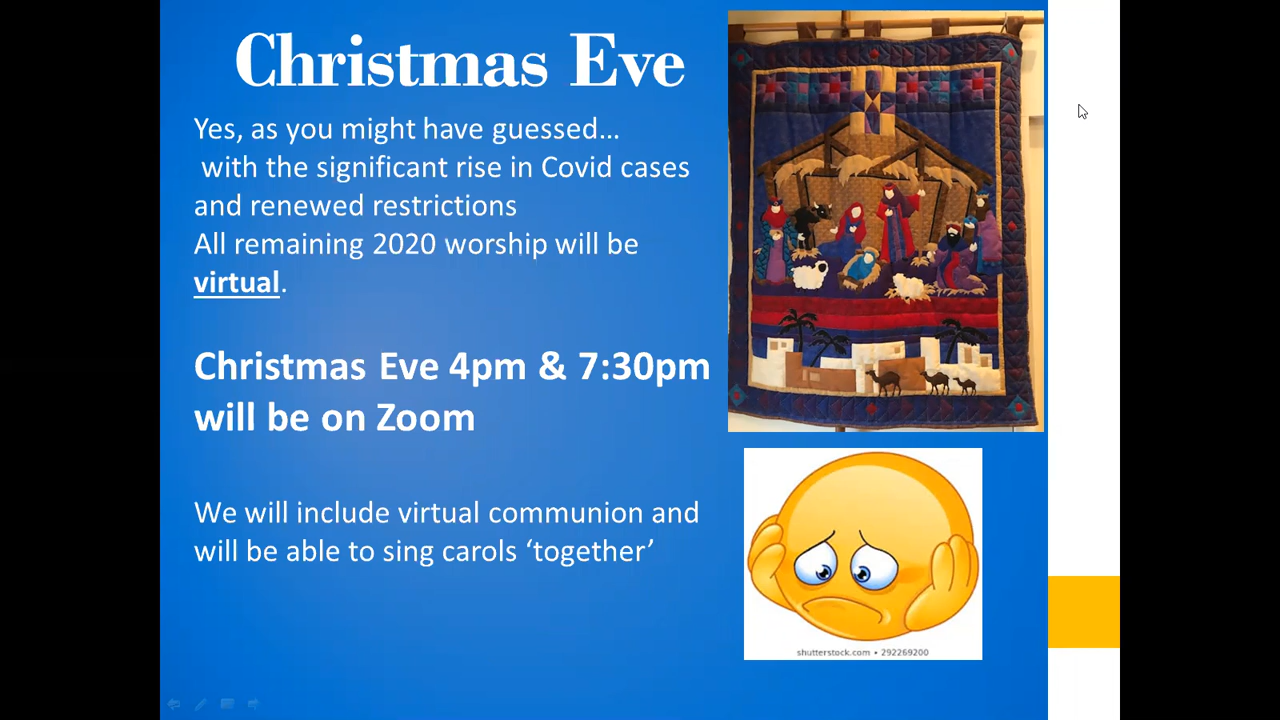 Christmas Eve
Yes, as you might have guessed…
with the significant rise in Covid cases
and renewed restrictions
All remaining 2020 worship will be
virtual.
Christmas Eve 4pm & 7:30pm
will be on Zoom
We will include virtual communion and
will be able to sing carols ‘together’
shutterstock.com • 292269200